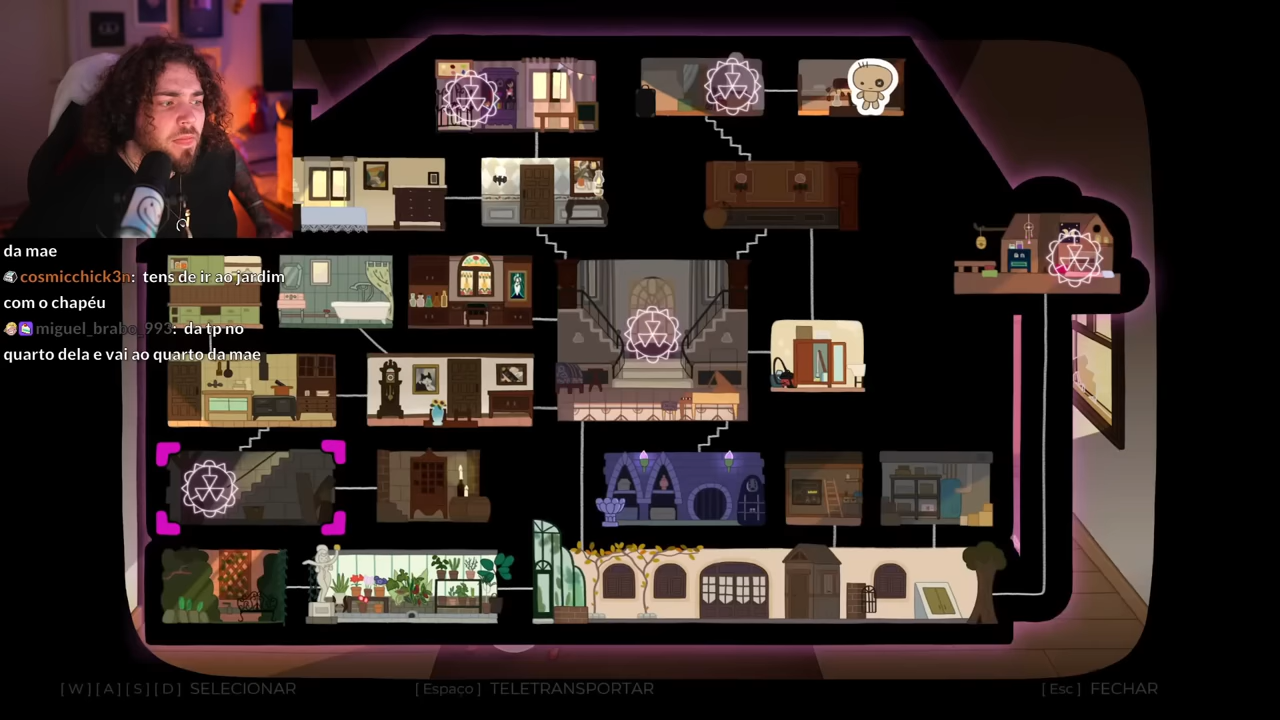 da mae
cosmicchick3n: tens de ir ao jardim
com o chapéu
miguel_brabo_993: da tp no
quarto dela e vai ao quarto da mae
[W][A][S][D] SELECIONAR [Espaço] TELETRANSPORTAR [Esc] FECHAR